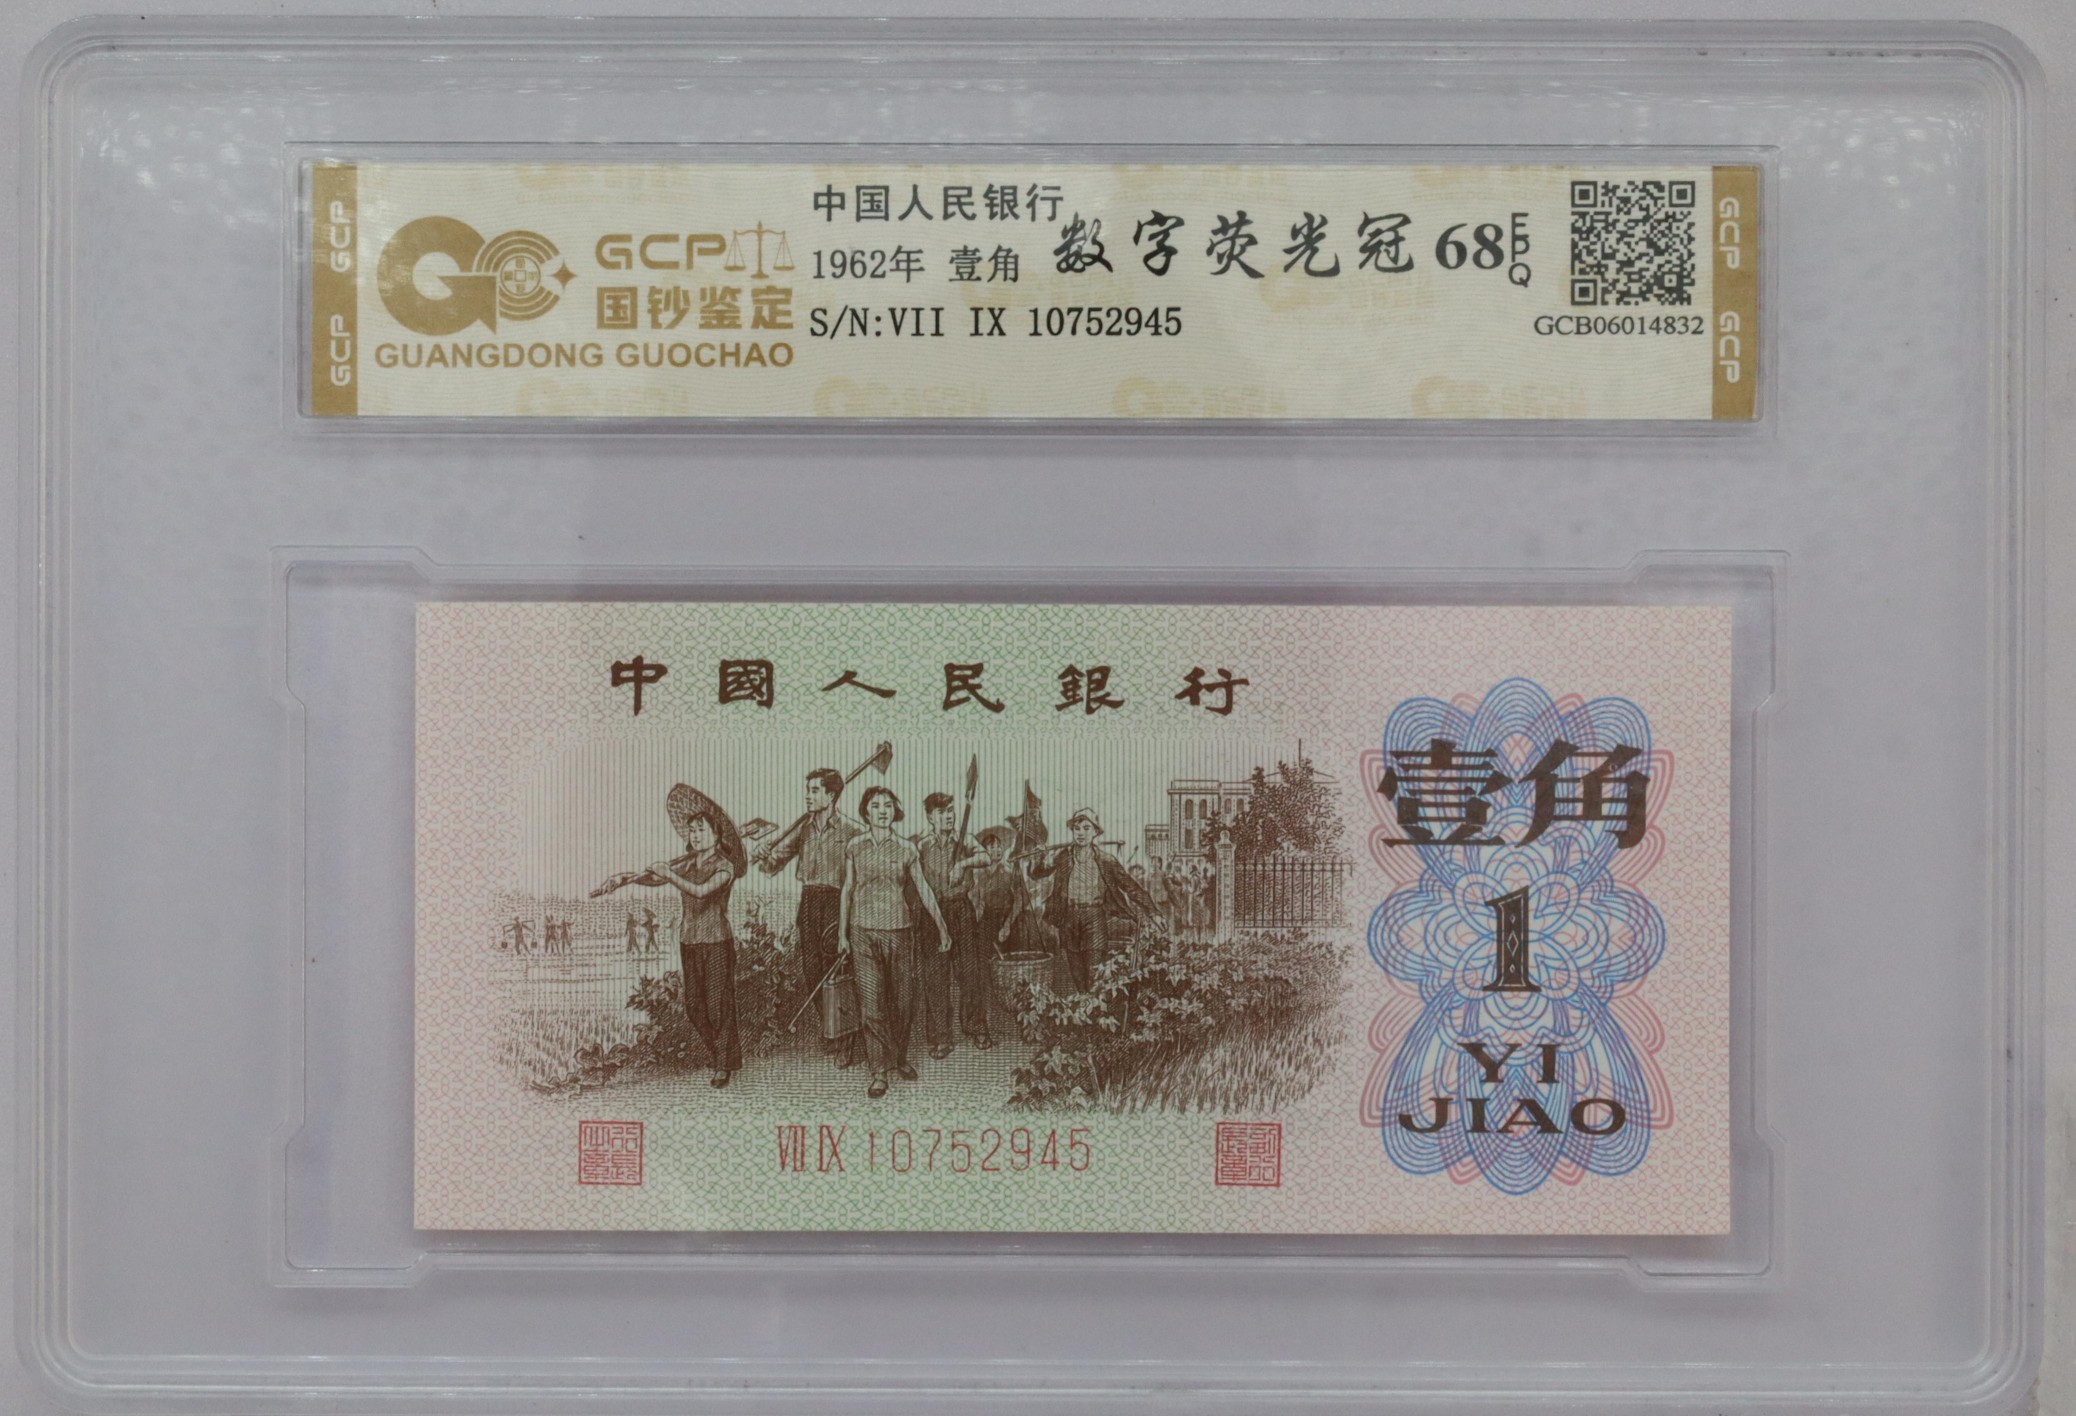 GCP GCP
GCP
国钞鉴定
GUANGDONG GUOCHAO
中国人民银行
1962年 壹角
S/N:VII IX 10752945
数字荧光冠 68 EPQ
GCB06014832
GCP GCP
中國人民銀行
壹角
1
YI
JIAO
VII IX 10752945